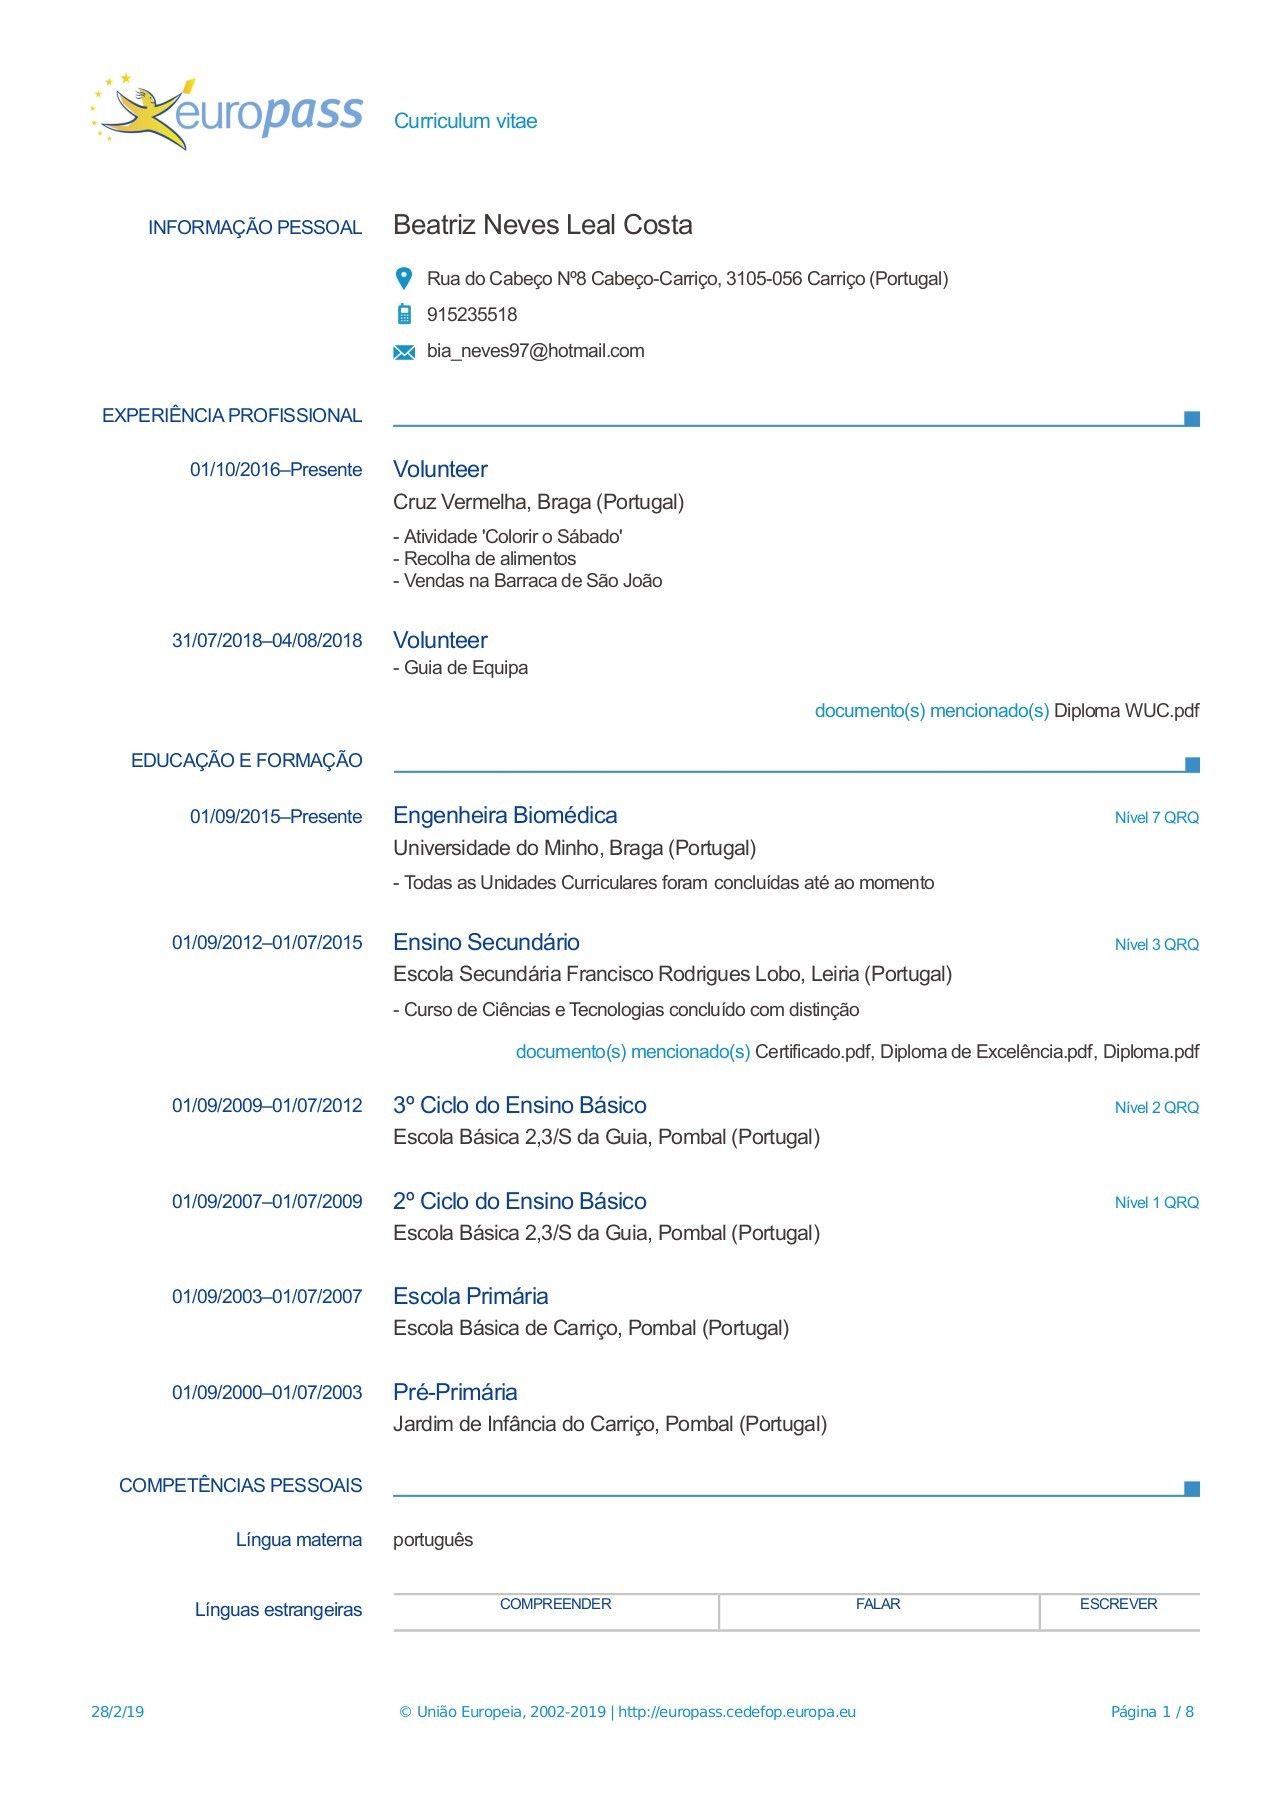 europass
Curriculum vitae
INFORMAÇÃO PESSOAL
Beatriz Neves Leal Costa
Rua do Cabeço Nº8 Cabeço-Carriço, 3105-056 Carriço (Portugal)
915235518
bia_neves97@hotmail.com
EXPERIÊNCIA PROFISSIONAL
01/10/2016–Presente
Volunteer
Cruz Vermelha, Braga (Portugal)
- Atividade 'Colorir o Sábado'
- Recolha de alimentos
- Vendas na Barraca de São João
31/07/2018–04/08/2018
Volunteer
- Guia de Equipa
documento(s) mencionado(s) Diploma WUC.pdf
EDUCAÇÃO E FORMAÇÃO
01/09/2015–Presente
Engenheira Biomédica
Nível 7 QRQ
Universidade do Minho, Braga (Portugal)
- Todas as Unidades Curriculares foram concluídas até ao momento
01/09/2012–01/07/2015
Ensino Secundário
Nível 3 QRQ
Escola Secundária Francisco Rodrigues Lobo, Leiria (Portugal)
- Curso de Ciências e Tecnologias concluído com distinção
documento(s) mencionado(s) Certificado.pdf, Diploma de Excelência.pdf, Diploma.pdf
01/09/2009–01/07/2012
3º Ciclo do Ensino Básico
Nível 2 QRQ
Escola Básica 2,3/S da Guia, Pombal (Portugal)
01/09/2007–01/07/2009
2º Ciclo do Ensino Básico
Nível 1 QRQ
Escola Básica 2,3/S da Guia, Pombal (Portugal)
01/09/2003–01/07/2007
Escola Primária
Escola Básica de Carriço, Pombal (Portugal)
01/09/2000–01/07/2003
Pré-Primária
Jardim de Infância do Carriço, Pombal (Portugal)
COMPETÊNCIAS PESSOAIS
Língua materna
português
Línguas estrangeiras
COMPREENDER
FALAR
ESCREVER
28/2/19
© União Europeia, 2002-2019 | http://europass.cedefop.europa.eu
Página 1 / 8